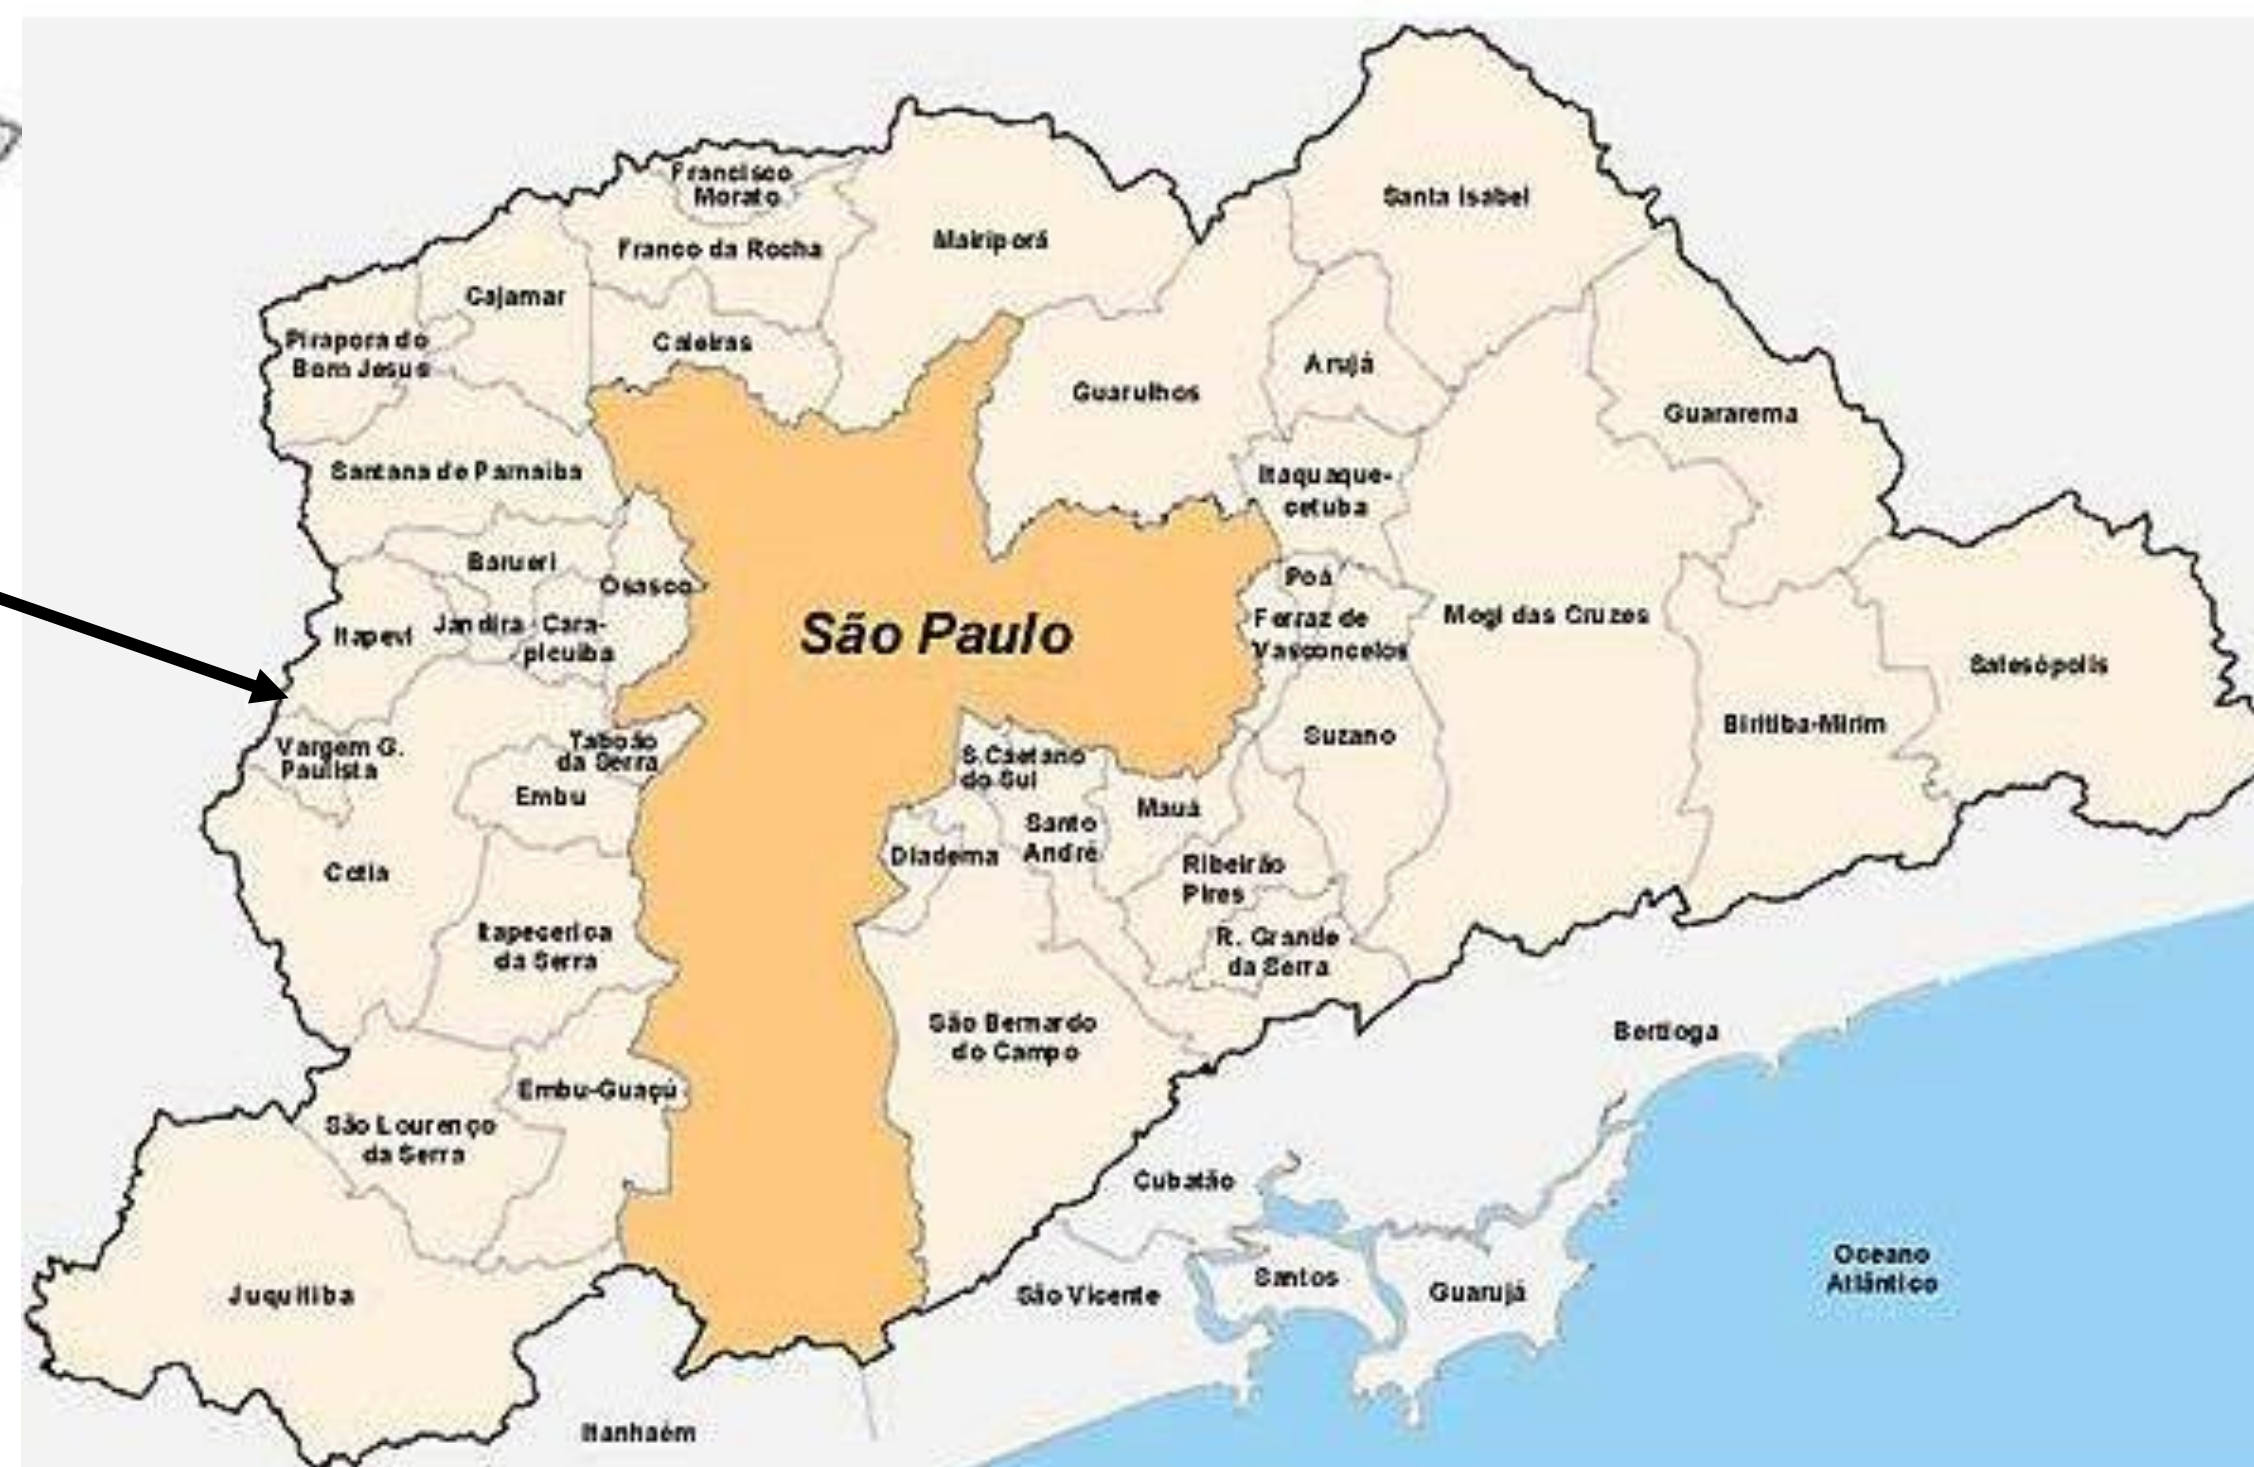 Francisco
Morato
Santa Isabel
Franco da Rocha
Mairiporã
Cajamar
Pirapora do
Bom Jesus
Caieiras
Arujá
Guarulhos
Guararema
Santana de Parnaíba
Itaquaque-
cetuba
Barueri
Osasco
Poá
Itapevi
Jandira
Cara-
picuíba
São Paulo
Ferraz de
Vasconcelos
Mogi das Cruzes
Salesópolis
Biritiba-Mirim
Suzano
Vargem G.
Paulista
Taboão
da Serra
S.Caetano
do Sul
Embu
Mauá
Santo
André
Diadema
Cotia
Ribeirão
Pires
Itapecerica
da Serra
R. Grande
da Serra
São Bernardo
do Campo
Bertioga
Embu-Guaçú
São Lourenço
da Serra
Cubatão
Juquitiba
São Vicente
Santos
Guarujá
Oceano
Atlântico
Itanhaém